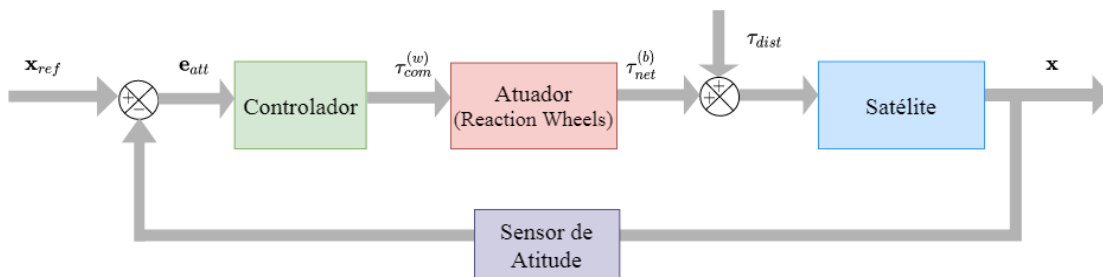 x_ref
e_att
τ_com^(w)
τ_net^(b)
τ_dist
x
+
−
Controlador
Atuador
(Reaction Wheels)
+
+
Satélite
Sensor de
Atitude